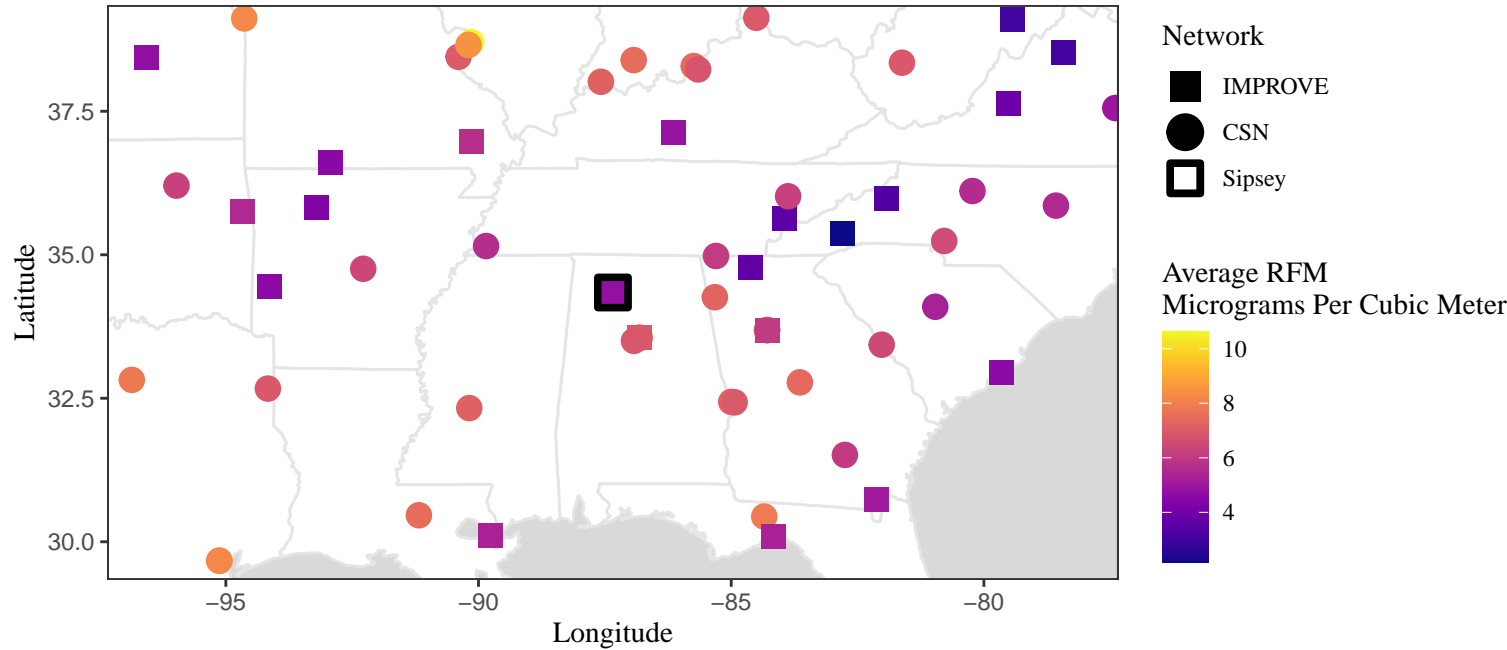 37.5
35.0
32.5
30.0
Latitude
−95
−90
−85
−80
Longitude
Network
IMPROVE
CSN
Sipsey
Average RFM
Micrograms Per Cubic Meter
10
8
6
4